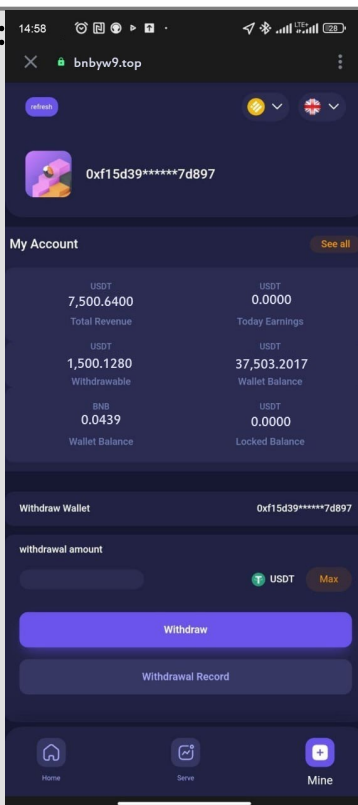 14:58
LTE+
28
bnbyw9.top
refresh
0xf15d39******7d897
My Account
See all
USDT
USDT
7,500.6400
0.0000
Total Revenue
Today Earnings
USDT
USDT
1,500.1280
37,503.2017
Withdrawable
Wallet Balance
BNB
USDT
0.0439
0.0000
Wallet Balance
Locked Balance
Withdraw Wallet
0xf15d39******7d897
withdrawal amount
USDT
Max
Withdraw
Withdrawal Record
Home
Serve
Mine